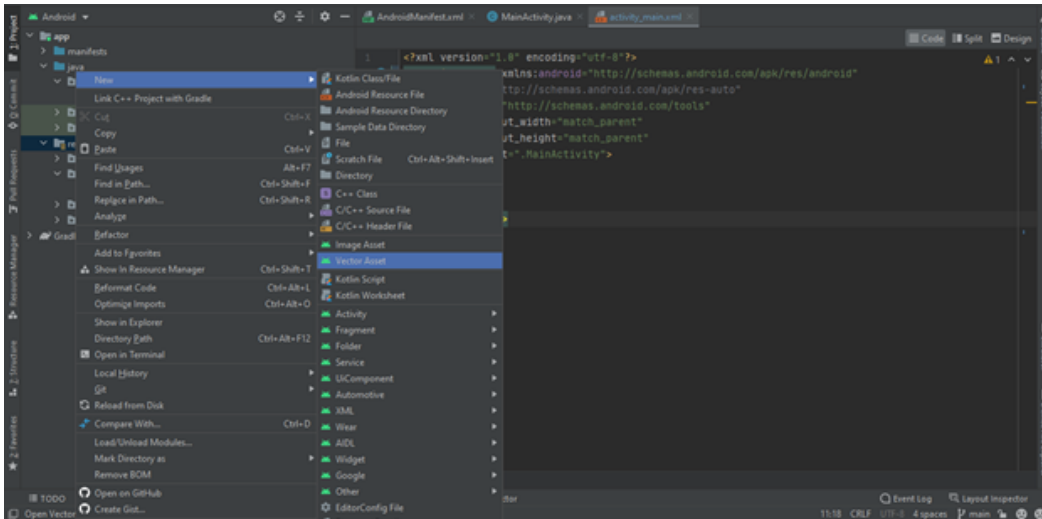 Android
AndroidManifest.xml
MainActivity.java
activity_main.xml
1: Project
app
manifests
java
Code
Split
Design
1
<?xml version="1.0" encoding="utf-8"?>
1
xmlns:android="http://schemas.android.com/apk/res/android"
ttp://schemas.android.com/apk/res-auto"
"http://schemas.android.com/tools"
ut_width="match_parent"
ut_height="match_parent"
t=".MainActivity">
0: Commit
Pull Requests
Resource Manager
Z: Structure
2: Favorites
re
Gradl
New
Link C++ Project with Gradle
Cut Ctrl+X
Copy
Paste Ctrl+V
Find Usages Alt+F7
Find in Path... Ctrl+Shift+F
Replace in Path... Ctrl+Shift+R
Analyze
Refactor
Add to Favorites
Show In Resource Manager Ctrl+Shift+T
Reformat Code Ctrl+Alt+L
Optimize Imports Ctrl+Alt+O
Show in Explorer
Directory Path Ctrl+Alt+F12
Open in Terminal
Local History
Git
Reload from Disk
Compare With... Ctrl+D
Load/Unload Modules...
Mark Directory as
Remove BOM
Open on GitHub
Create Gist...
Kotlin Class/File
Android Resource File
Android Resource Directory
Sample Data Directory
File
Scratch File Ctrl+Alt+Shift+Insert
Directory
C++ Class
C/C++ Source File
C/C++ Header File
Image Asset
Vector Asset
Kotlin Script
Kotlin Worksheet
Activity
Fragment
Folder
Service
UiComponent
Automotive
XML
Wear
AIDL
Widget
Google
Other
EditorConfig File
TODO
Event Log
Layout Inspector
Open Vector
11:18 CRLF UTF-8 4 spaces main